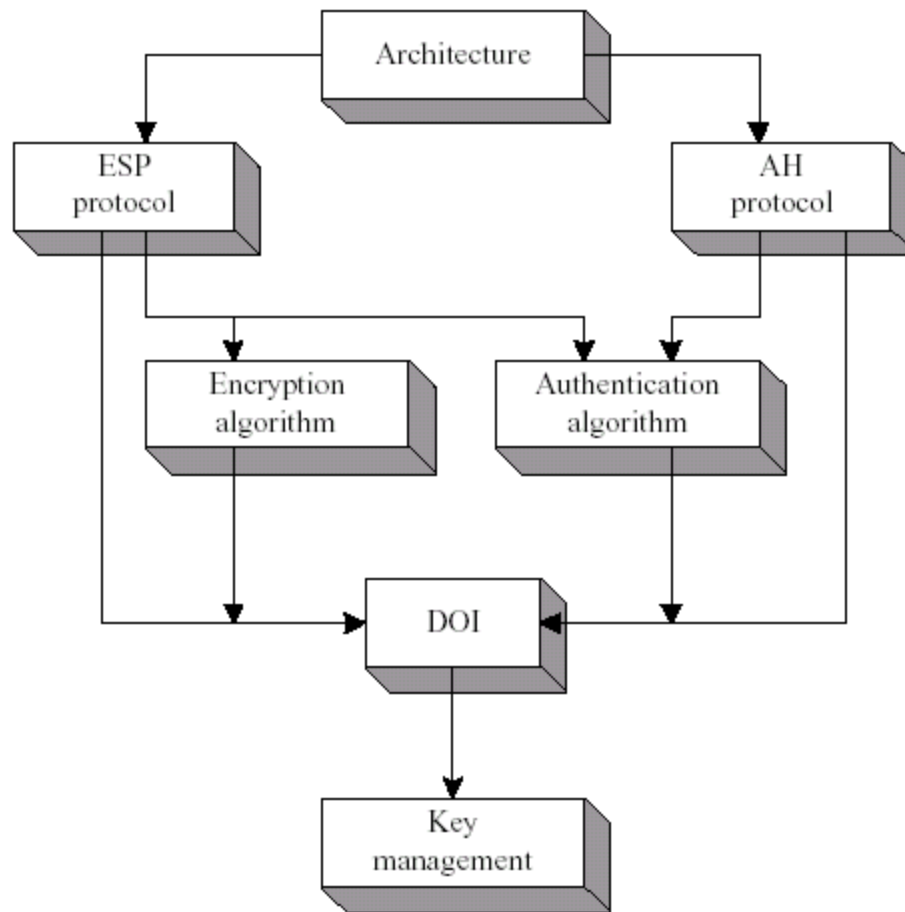 Architecture
ESP
protocol
AH
protocol
Encryption
algorithm
Authentication
algorithm
DOI
Key
management